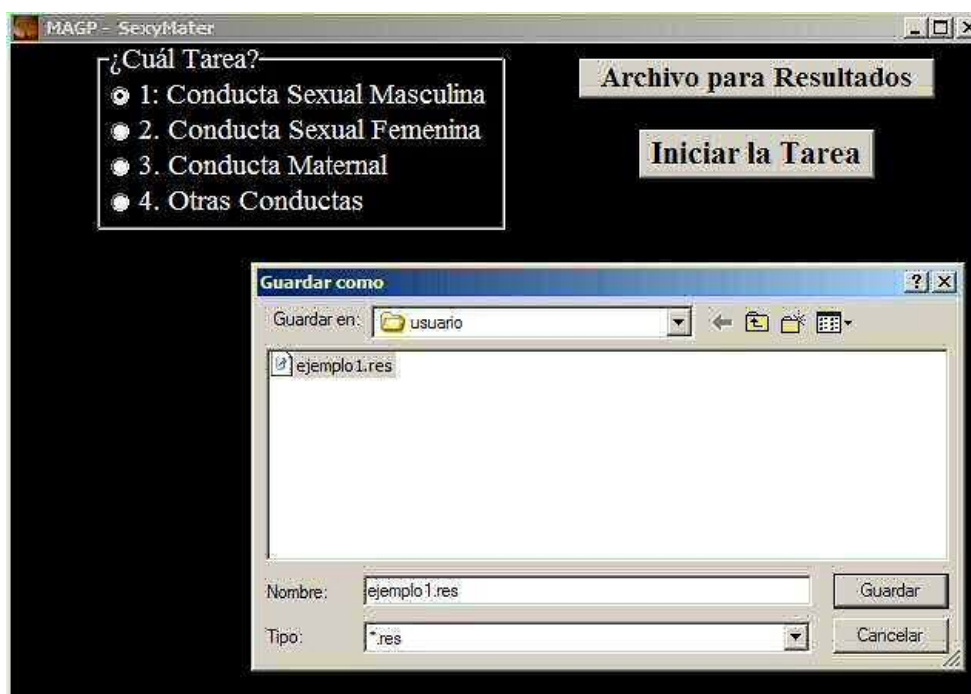 MAGP - SexyMater
¿Cuál Tarea?
1: Conducta Sexual Masculina
2. Conducta Sexual Femenina
3. Conducta Maternal
4. Otras Conductas
Archivo para Resultados
Iniciar la Tarea
Guardar como
Guardar en: usuario
ejemplo1.res
Nombre: ejemplo1.res Guardar
Tipo: *.res Cancelar